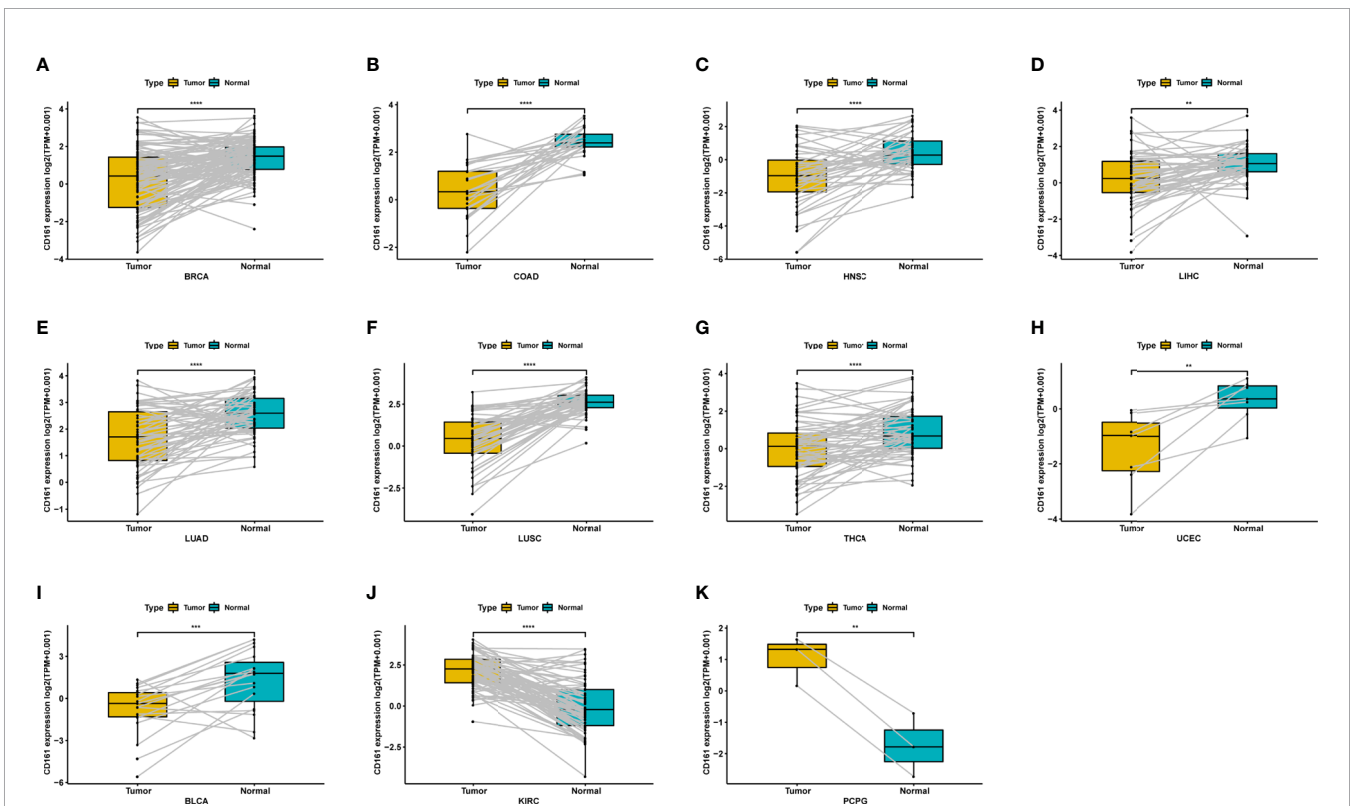 A
Type Tumor Normal
****
CD161 expression log2(TPM+0.001)
4
2
0
−2
−4
Tumor Normal
BRCA
B
Type Tumor Normal
****
CD161 expression log2(TPM+0.001)
4
2
0
−2
Tumor Normal
COAD
C
Type Tumor Normal
****
CD161 expression log2(TPM+0.001)
2
0
−2
−4
−6
Tumor Normal
HNSC
D
Type Tumor Normal
**
CD161 expression log2(TPM+0.001)
4
2
0
−2
−4
Tumor Normal
LIHC
E
Type Tumor Normal
****
CD161 expression log2(TPM+0.001)
4
3
2
1
0
−1
Tumor Normal
LUAD
F
Type Tumor Normal
****
CD161 expression log2(TPM+0.001)
2.5
0.0
−2.5
Tumor Normal
LUSC
G
Type Tumor Normal
****
CD161 expression log2(TPM+0.001)
4
2
0
−2
Tumor Normal
THCA
H
Type Tumor Normal
**
CD161 expression log2(TPM+0.001)
0
−2
−4
Tumor Normal
UCEC
I
Type Tumor Normal
***
CD161 expression log2(TPM+0.001)
3
0
−3
−6
Tumor Normal
BLCA
J
Type Tumor Normal
****
CD161 expression log2(TPM+0.001)
2.5
0.0
−2.5
Tumor Normal
KIRC
K
Type Tumor Normal
**
CD161 expression log2(TPM+0.001)
2
1
0
−1
−2
Tumor Normal
PCPG